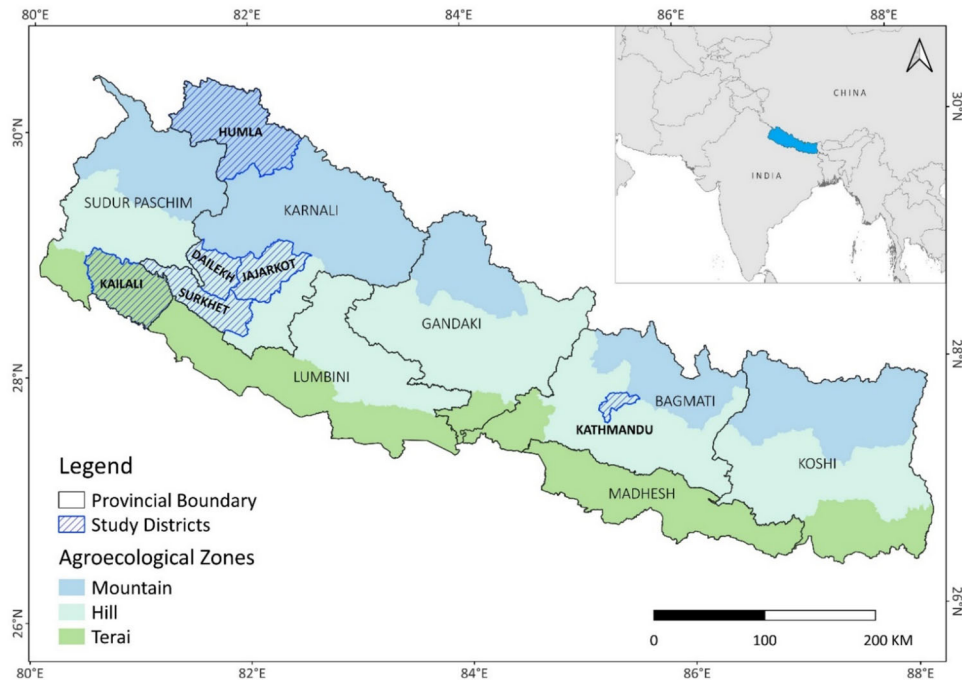 80°E 82°E 84°E 86°E 88°E
CHINA
INDIA
30°N
30°N
HUMLA
SUDUR PASCHIM
KARNALI
DAILEKH
JAJARKOT
KAILALI
SURKHET
GANDAKI
28°N
28°N
LUMBINI
BAGMATI
KATHMANDU
KOSHI
MADHESH
Legend
Provincial Boundary
Study Districts
Agroecological Zones
Mountain
Hill
Terai
26°N
26°N
0 100 200 KM
80°E 82°E 84°E 86°E 88°E